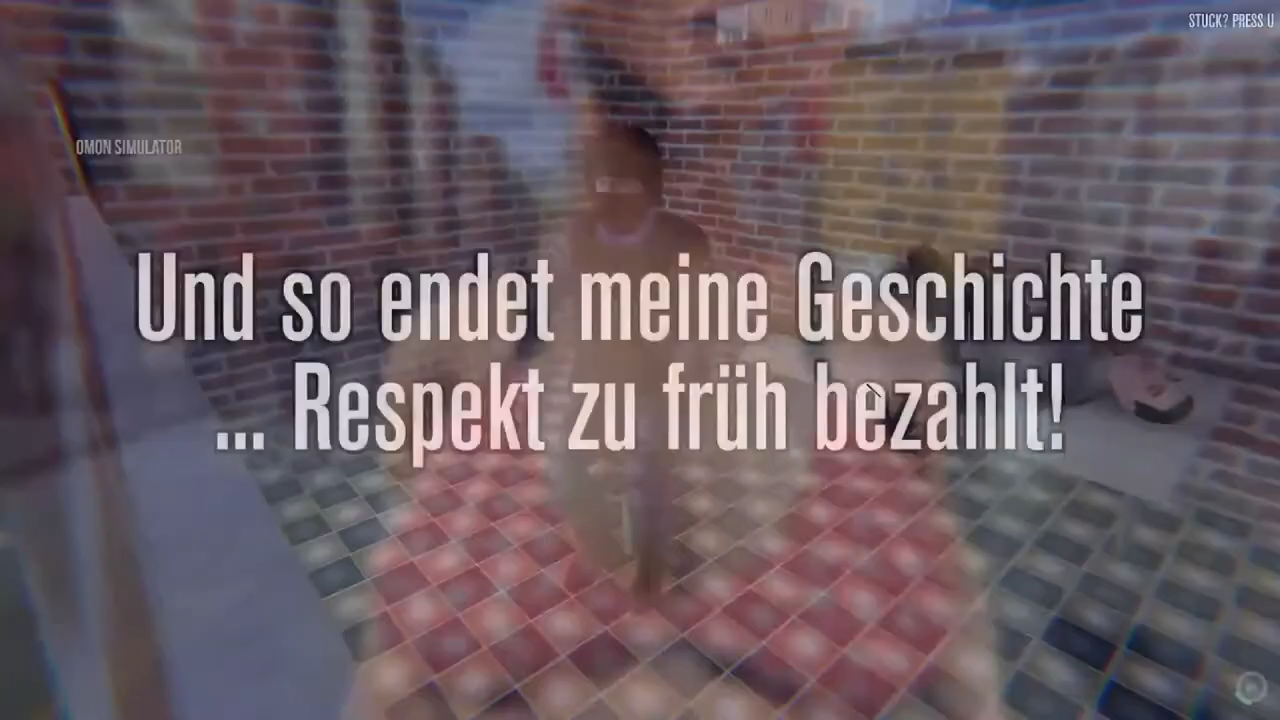 STUCK? PRESS U
OMON SIMULATOR
Und so endet meine Geschichte
... Respekt zu früh bezahlt!